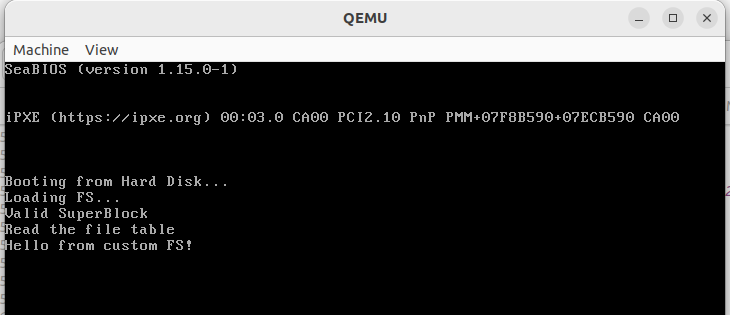 QEMU
Machine View
SeaBIOS (version 1.15.0-1)
iPXE (https://ipxe.org) 00:03.0 CA00 PCI2.10 PnP PMM+07F8B590+07ECB590 CA00
Booting from Hard Disk...
Loading FS...
Valid SuperBlock
Read the file table
Hello from custom FS!